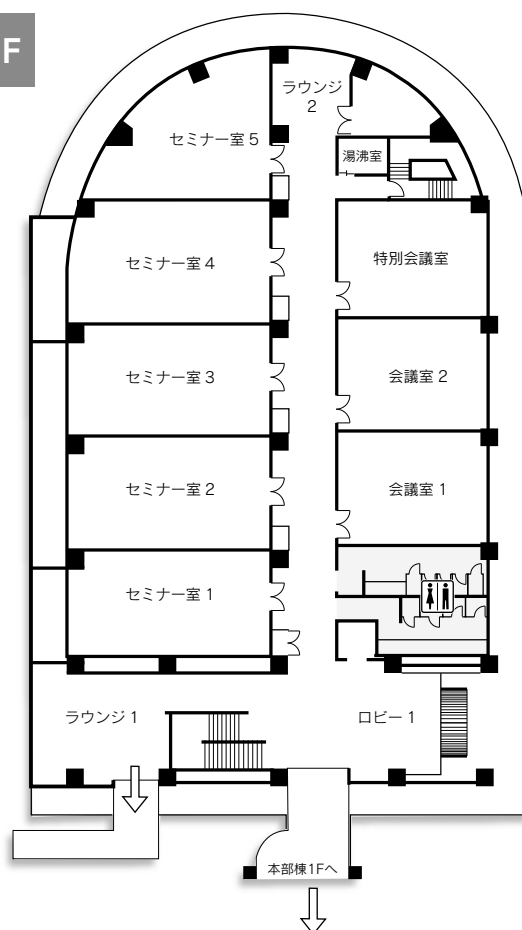 F
ラウンジ
2
セミナー室 5
湯沸室
セミナー室 4
特別会議室
セミナー室 3
会議室 2
セミナー室 2
会議室 1
セミナー室 1
ラウンジ 1
ロビー 1
本部棟1Fへ